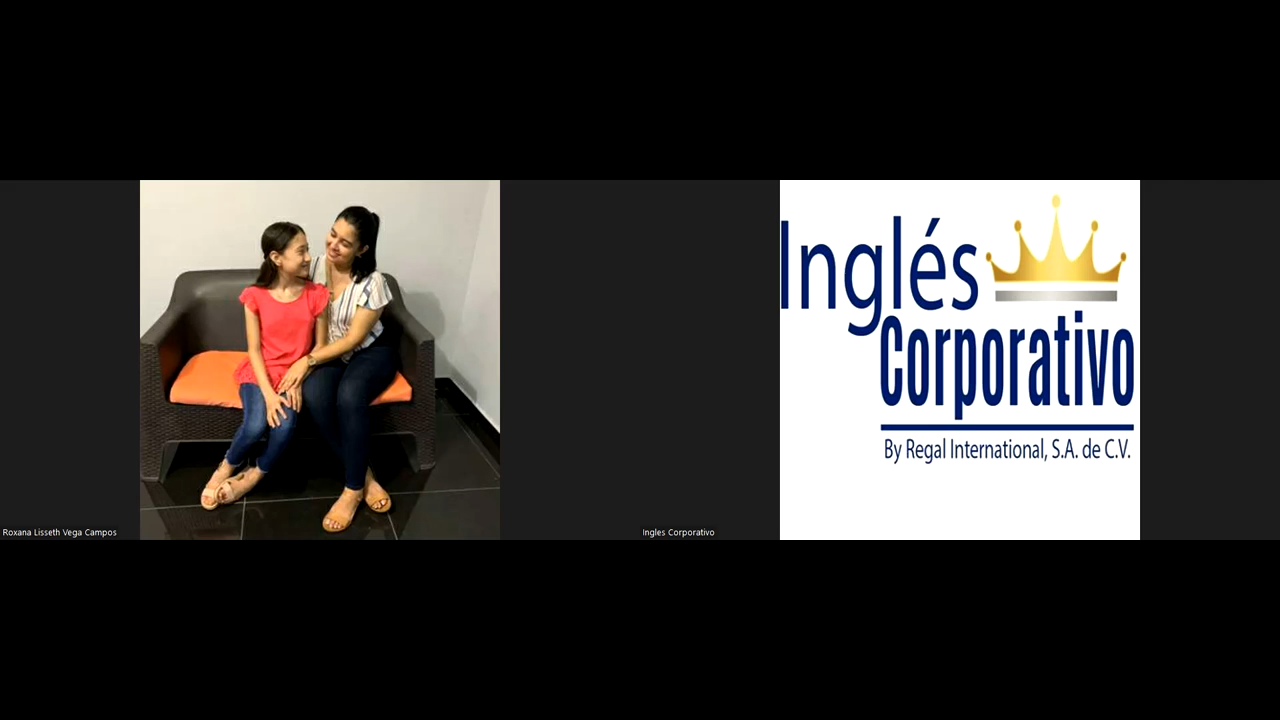 Inglés
Corporativo
By Regal International, S.A. de C.V.
Roxana Lisseth Vega Campos
Ingles Corporativo